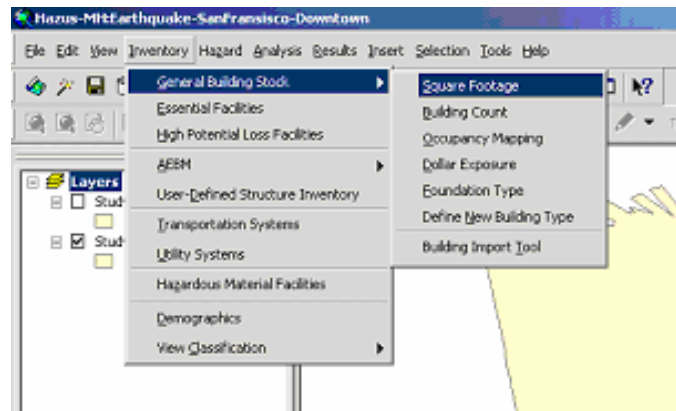 Hazus-MH:Earthquake-SanFransisco-Downtown
File Edit View Inventory Hazard Analysis Results Insert Selection Tools Help
General Building Stock
Essential Facilities
High Potential Loss Facilities
AEBM
User-Defined Structure Inventory
Transportation Systems
Utility Systems
Hazardous Material Facilities
Demographics
View Classification
Square Footage
Building Count
Occupancy Mapping
Dollar Exposure
Foundation Type
Define New Building Type
Building Import Tool
Layers
Stud
Stud